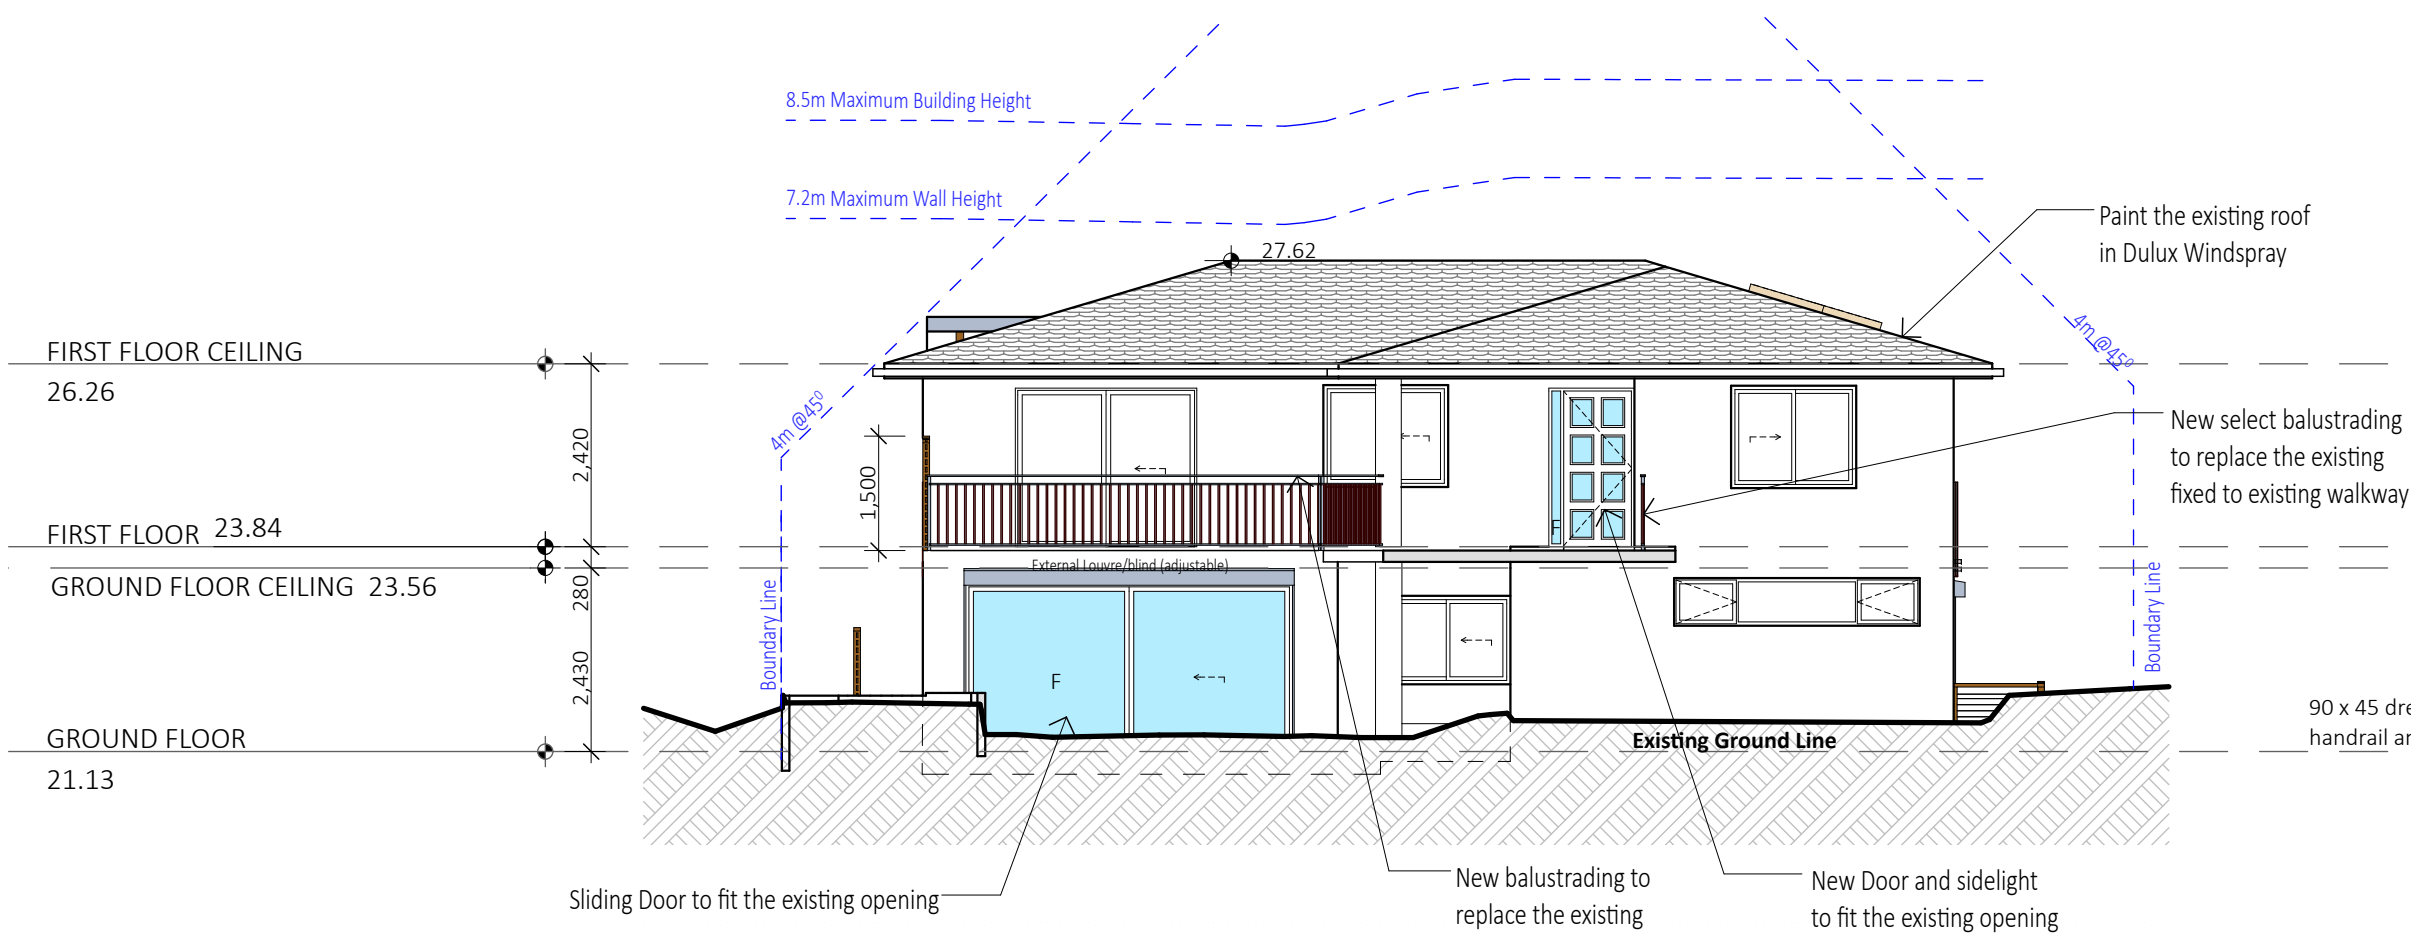 8.5m Maximum Building Height
7.2m Maximum Wall Height
27.62
Paint the existing roof
in Dulux Windspray
FIRST FLOOR CEILING
26.26
4m @45⁰
4m @45⁰
2,420
1,500
New select balustrading
to replace the existing
fixed to existing walkway
FIRST FLOOR 23.84
F
External Louvre/blind (adjustable)
GROUND FLOOR CEILING 23.56
280
Boundary Line
Boundary Line
2,430
F
GROUND FLOOR
21.13
Existing Ground Line
90 x 45 dre
handrail ar
Sliding Door to fit the existing opening
New balustrading to
replace the existing
New Door and sidelight
to fit the existing opening